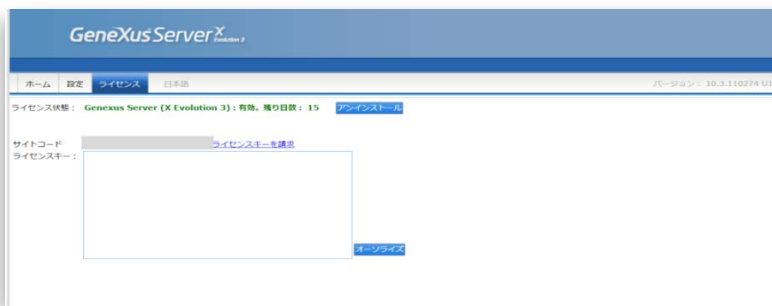 GeneXus Server X
Evolution 3
ホーム 設定 ライセンス 日本語 バージョン： 10.3.110274 U1
ライセンス状態： Genexus Server (X Evolution 3) : 有効。残り日数： 15 アンインストール
サイトコード ライセンスキーを請求
ライセンスキー：
オーソライズ